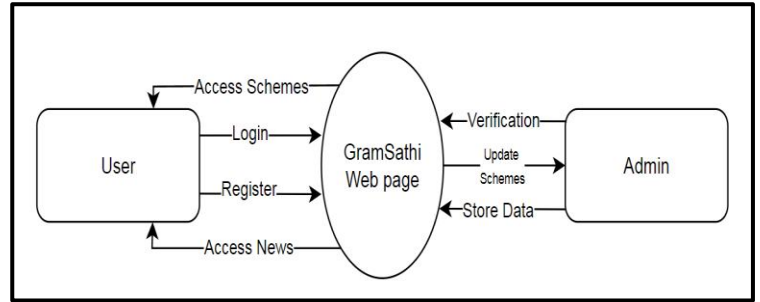 Access Schemes
Login
User
Register
Access News
GramSathi
Web page
Verification
Update
Schemes
Store Data
Admin